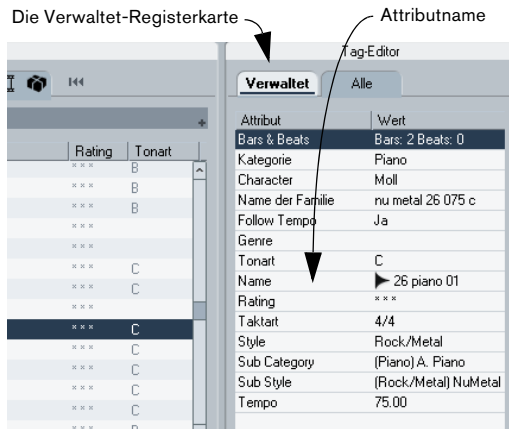 Die Verwaltet-Registerkarte
Attributname
Tag-Editor
Verwaltet
Alle
Rating Tonart
* * * B
* * * B
* * * B
* * *
* * *
* * * C
* * * C
* * *
* * * C
* * * C
* * * C
* * * C
* * * C
Attribut Wert
Bars & Beats Bars: 2 Beats: 0
Kategorie Piano
Character Moll
Name der Familie nu metal 26 075 c
Follow Tempo Ja
Genre
Tonart C
Name 26 piano 01
Rating * * *
Taktart 4/4
Style Rock/Metal
Sub Category (Piano) A. Piano
Sub Style (Rock/Metal) NuMetal
Tempo 75.00